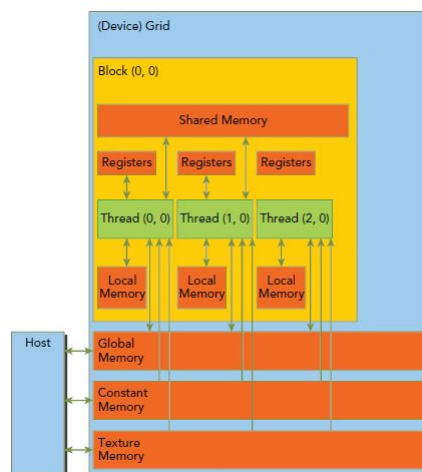 (Device) Grid
Block (0, 0)
Shared Memory
Registers
Registers
Registers
Thread (0, 0)
Thread (1, 0)
Thread (2, 0)
Local
Memory
Local
Memory
Local
Memory
Host
Global
Memory
Constant
Memory
Texture
Memory